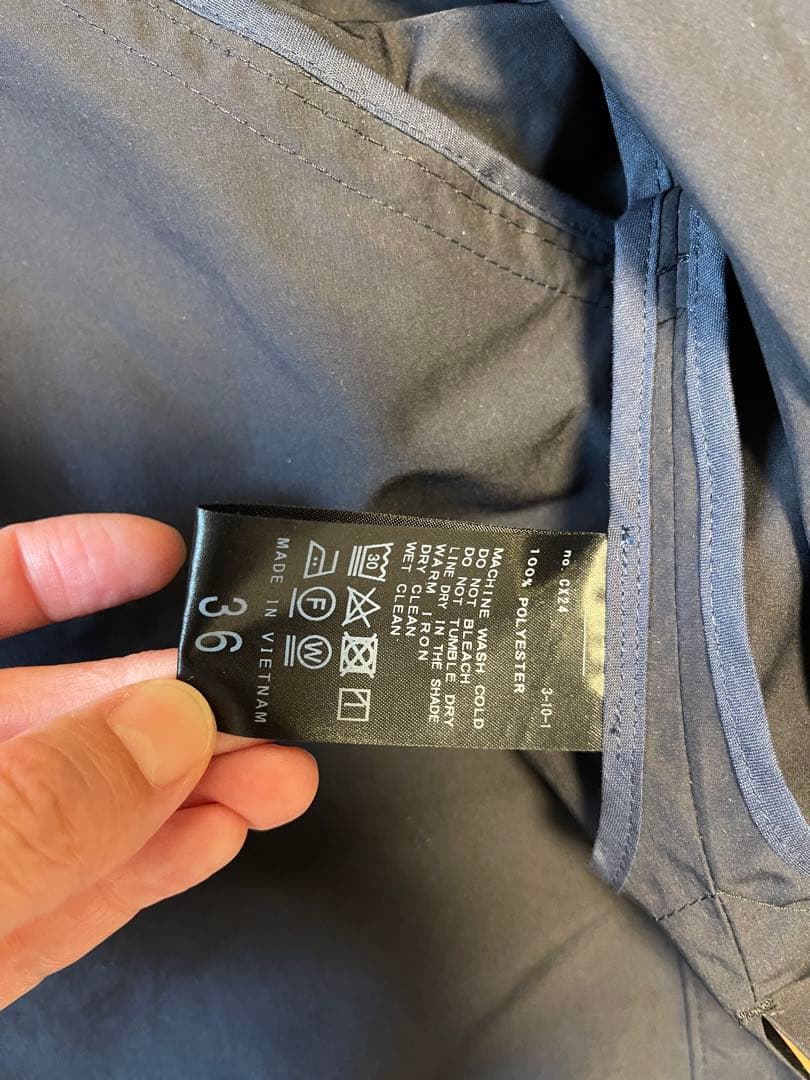 no. CX24 3-10-1
100% POLYESTER
MACHINE WASH COLD
DO NOT BLEACH
DO NOT TUMBLE DRY
LINE DRY IN THE SHADE
WARM IRON
DRY CLEAN
WET CLEAN
30
F W
MADE IN VIETNAM
36